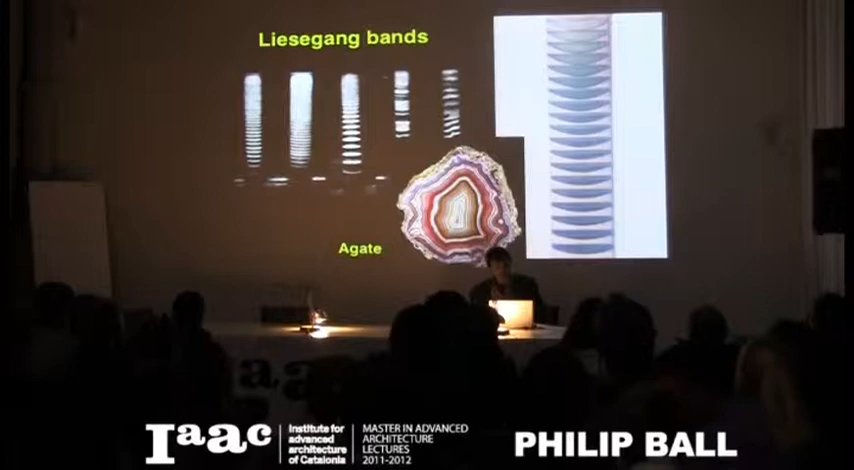 Liesegang bands
Agate
aa
Iaac
Institute for
advanced
architecture
of Catalonia
MASTER IN ADVANCED
ARCHITECTURE
LECTURES
2011-2012
PHILIP BALL